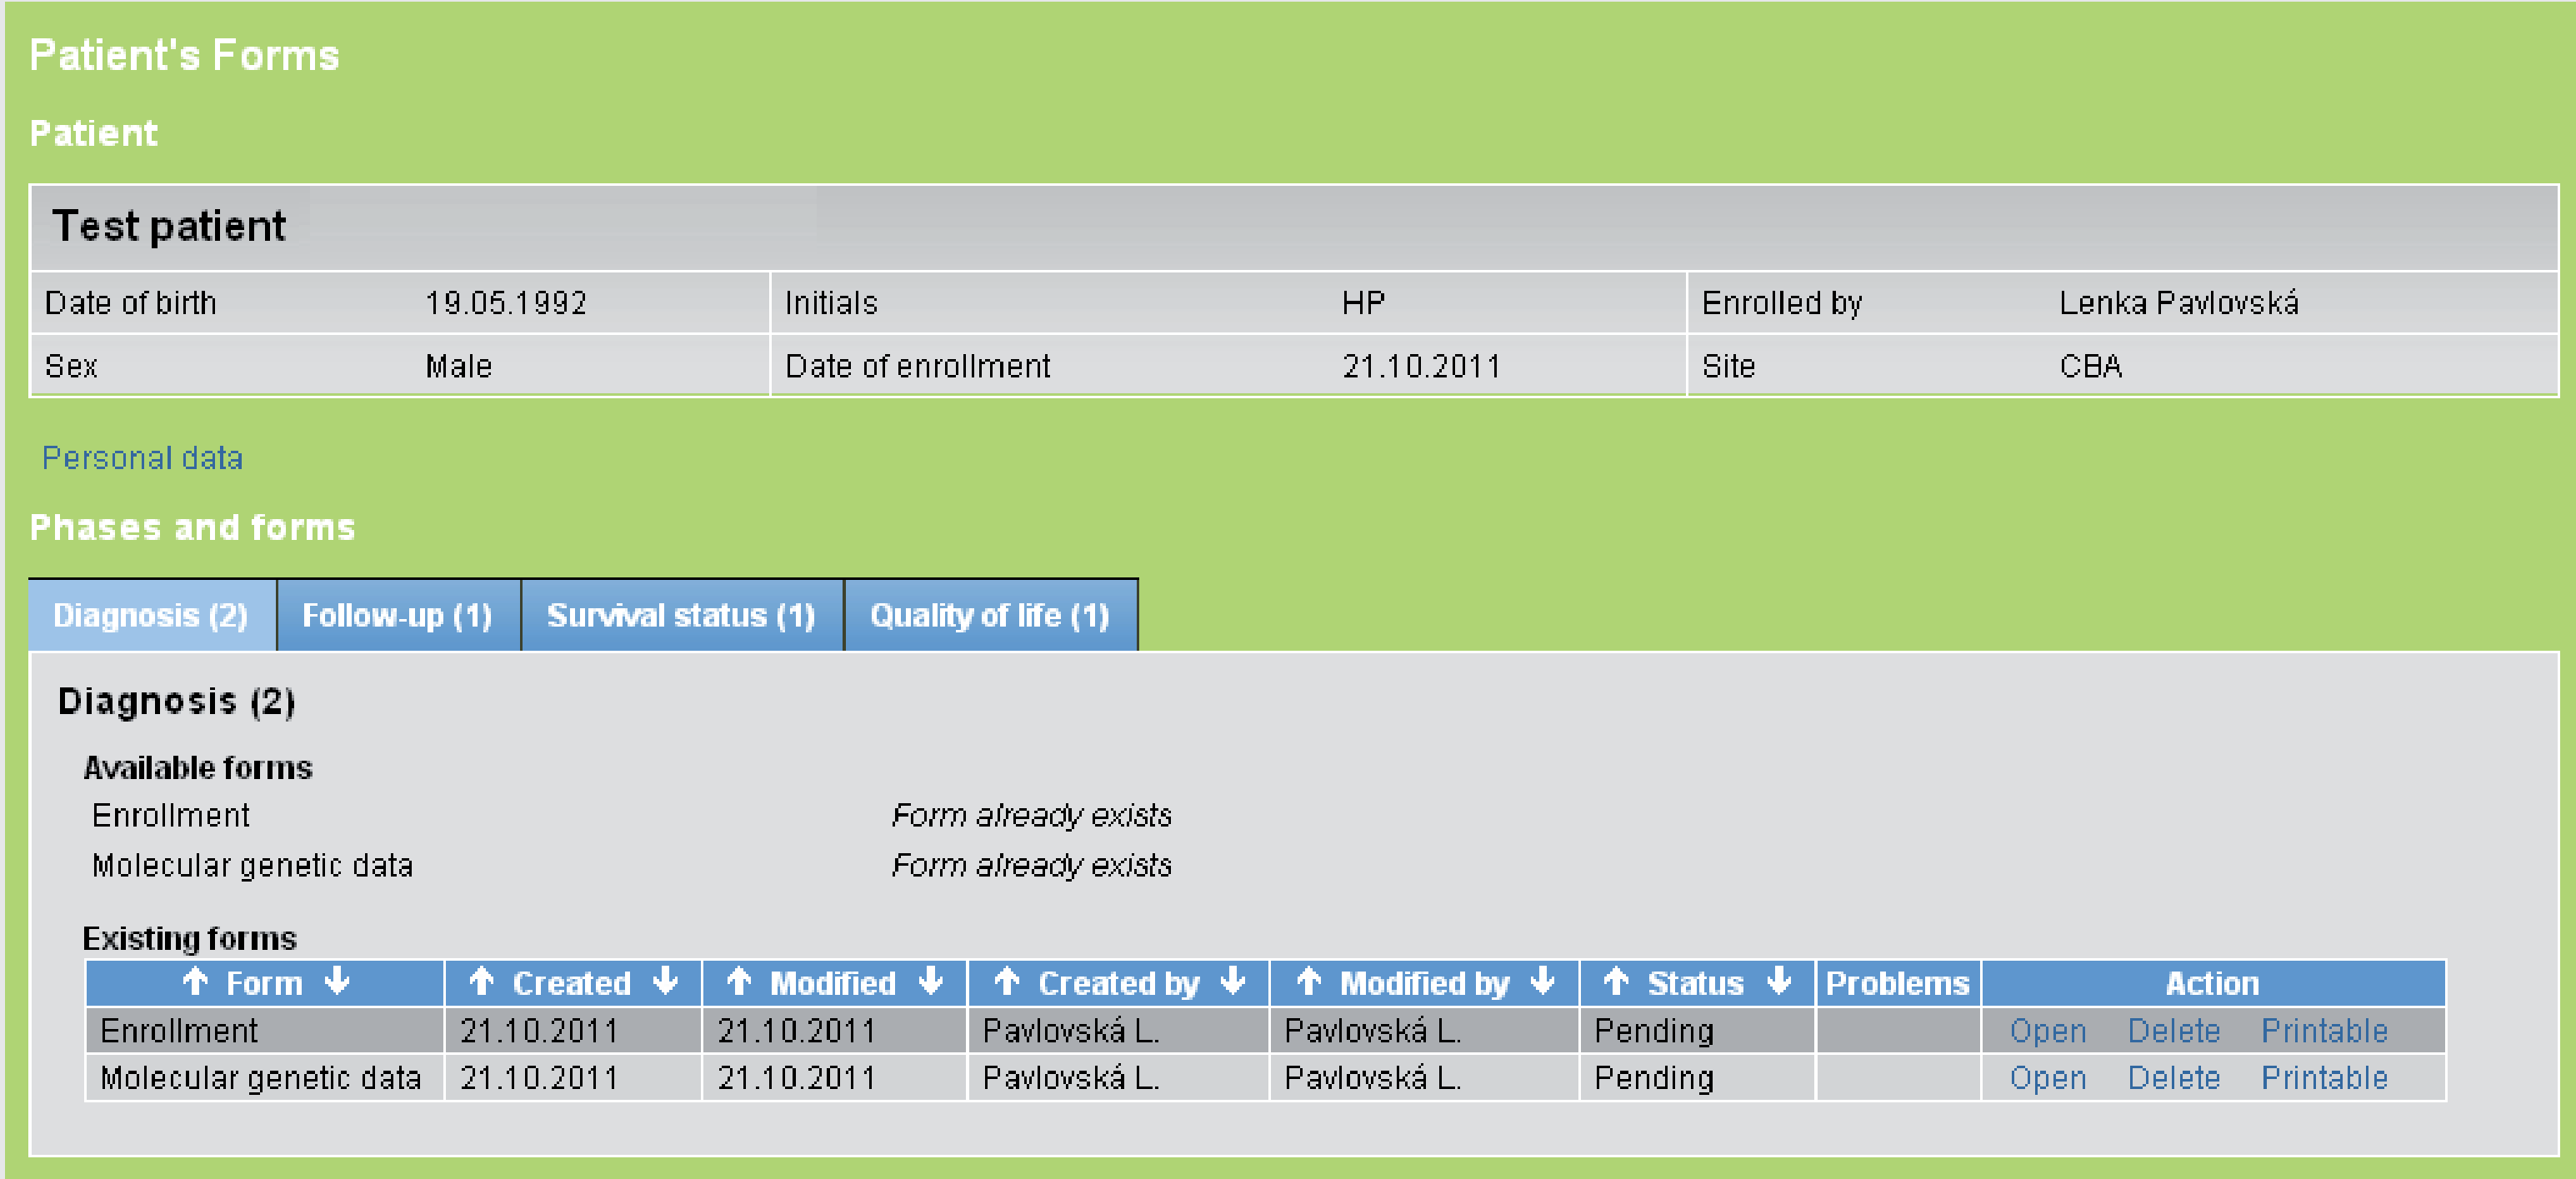 Patient's Forms
Patient
Test patient
Date of birth 19.05.1992 Initials HP Enrolled by Lenka Pavlovská
Sex Male Date of enrollment 21.10.2011 Site CBA
Personal data
Phases and forms
Diagnosis (2) Follow-up (1) Survival status (1) Quality of life (1)
Diagnosis (2)
Available forms
Enrollment Form already exists
Molecular genetic data Form already exists
Existing forms
↑ Form ↓ ↑ Created ↓ ↑ Modified ↓ ↑ Created by ↓ ↑ Modified by ↓ ↑ Status ↓ Problems Action
Enrollment 21.10.2011 21.10.2011 Pavlovská L. Pavlovská L. Pending Open Delete Printable
Molecular genetic data 21.10.2011 21.10.2011 Pavlovská L. Pavlovská L. Pending Open Delete Printable